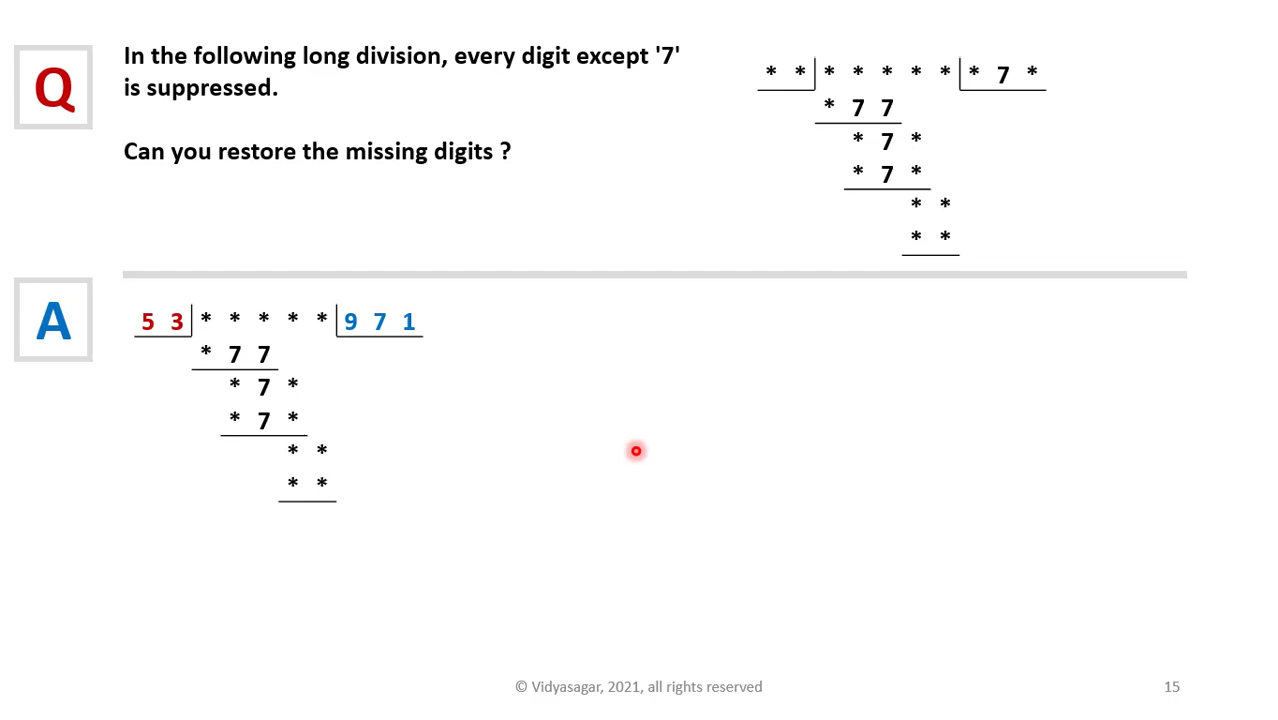 Q
In the following long division, every digit except '7'
is suppressed.
Can you restore the missing digits ?
* * * * * * * * 7 *
* 7 7
* 7 *
* 7 *
* *
* *
A
5 3 * * * * * 9 7 1
* 7 7
* 7 *
* 7 *
* *
* *
© Vidyasagar, 2021, all rights reserved
15